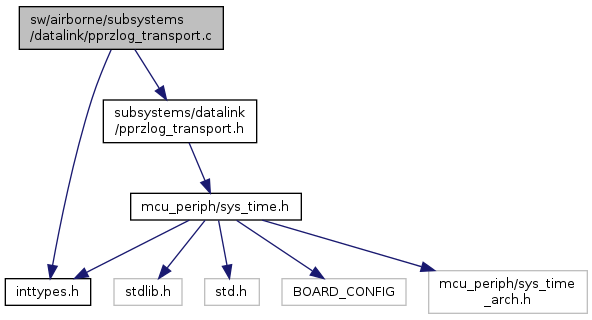 sw/airborne/subsystems
/datalink/pprzlog_transport.c
subsystems/datalink
/pprzlog_transport.h
mcu_periph/sys_time.h
inttypes.h
stdlib.h
std.h
BOARD_CONFIG
mcu_periph/sys_time
_arch.h